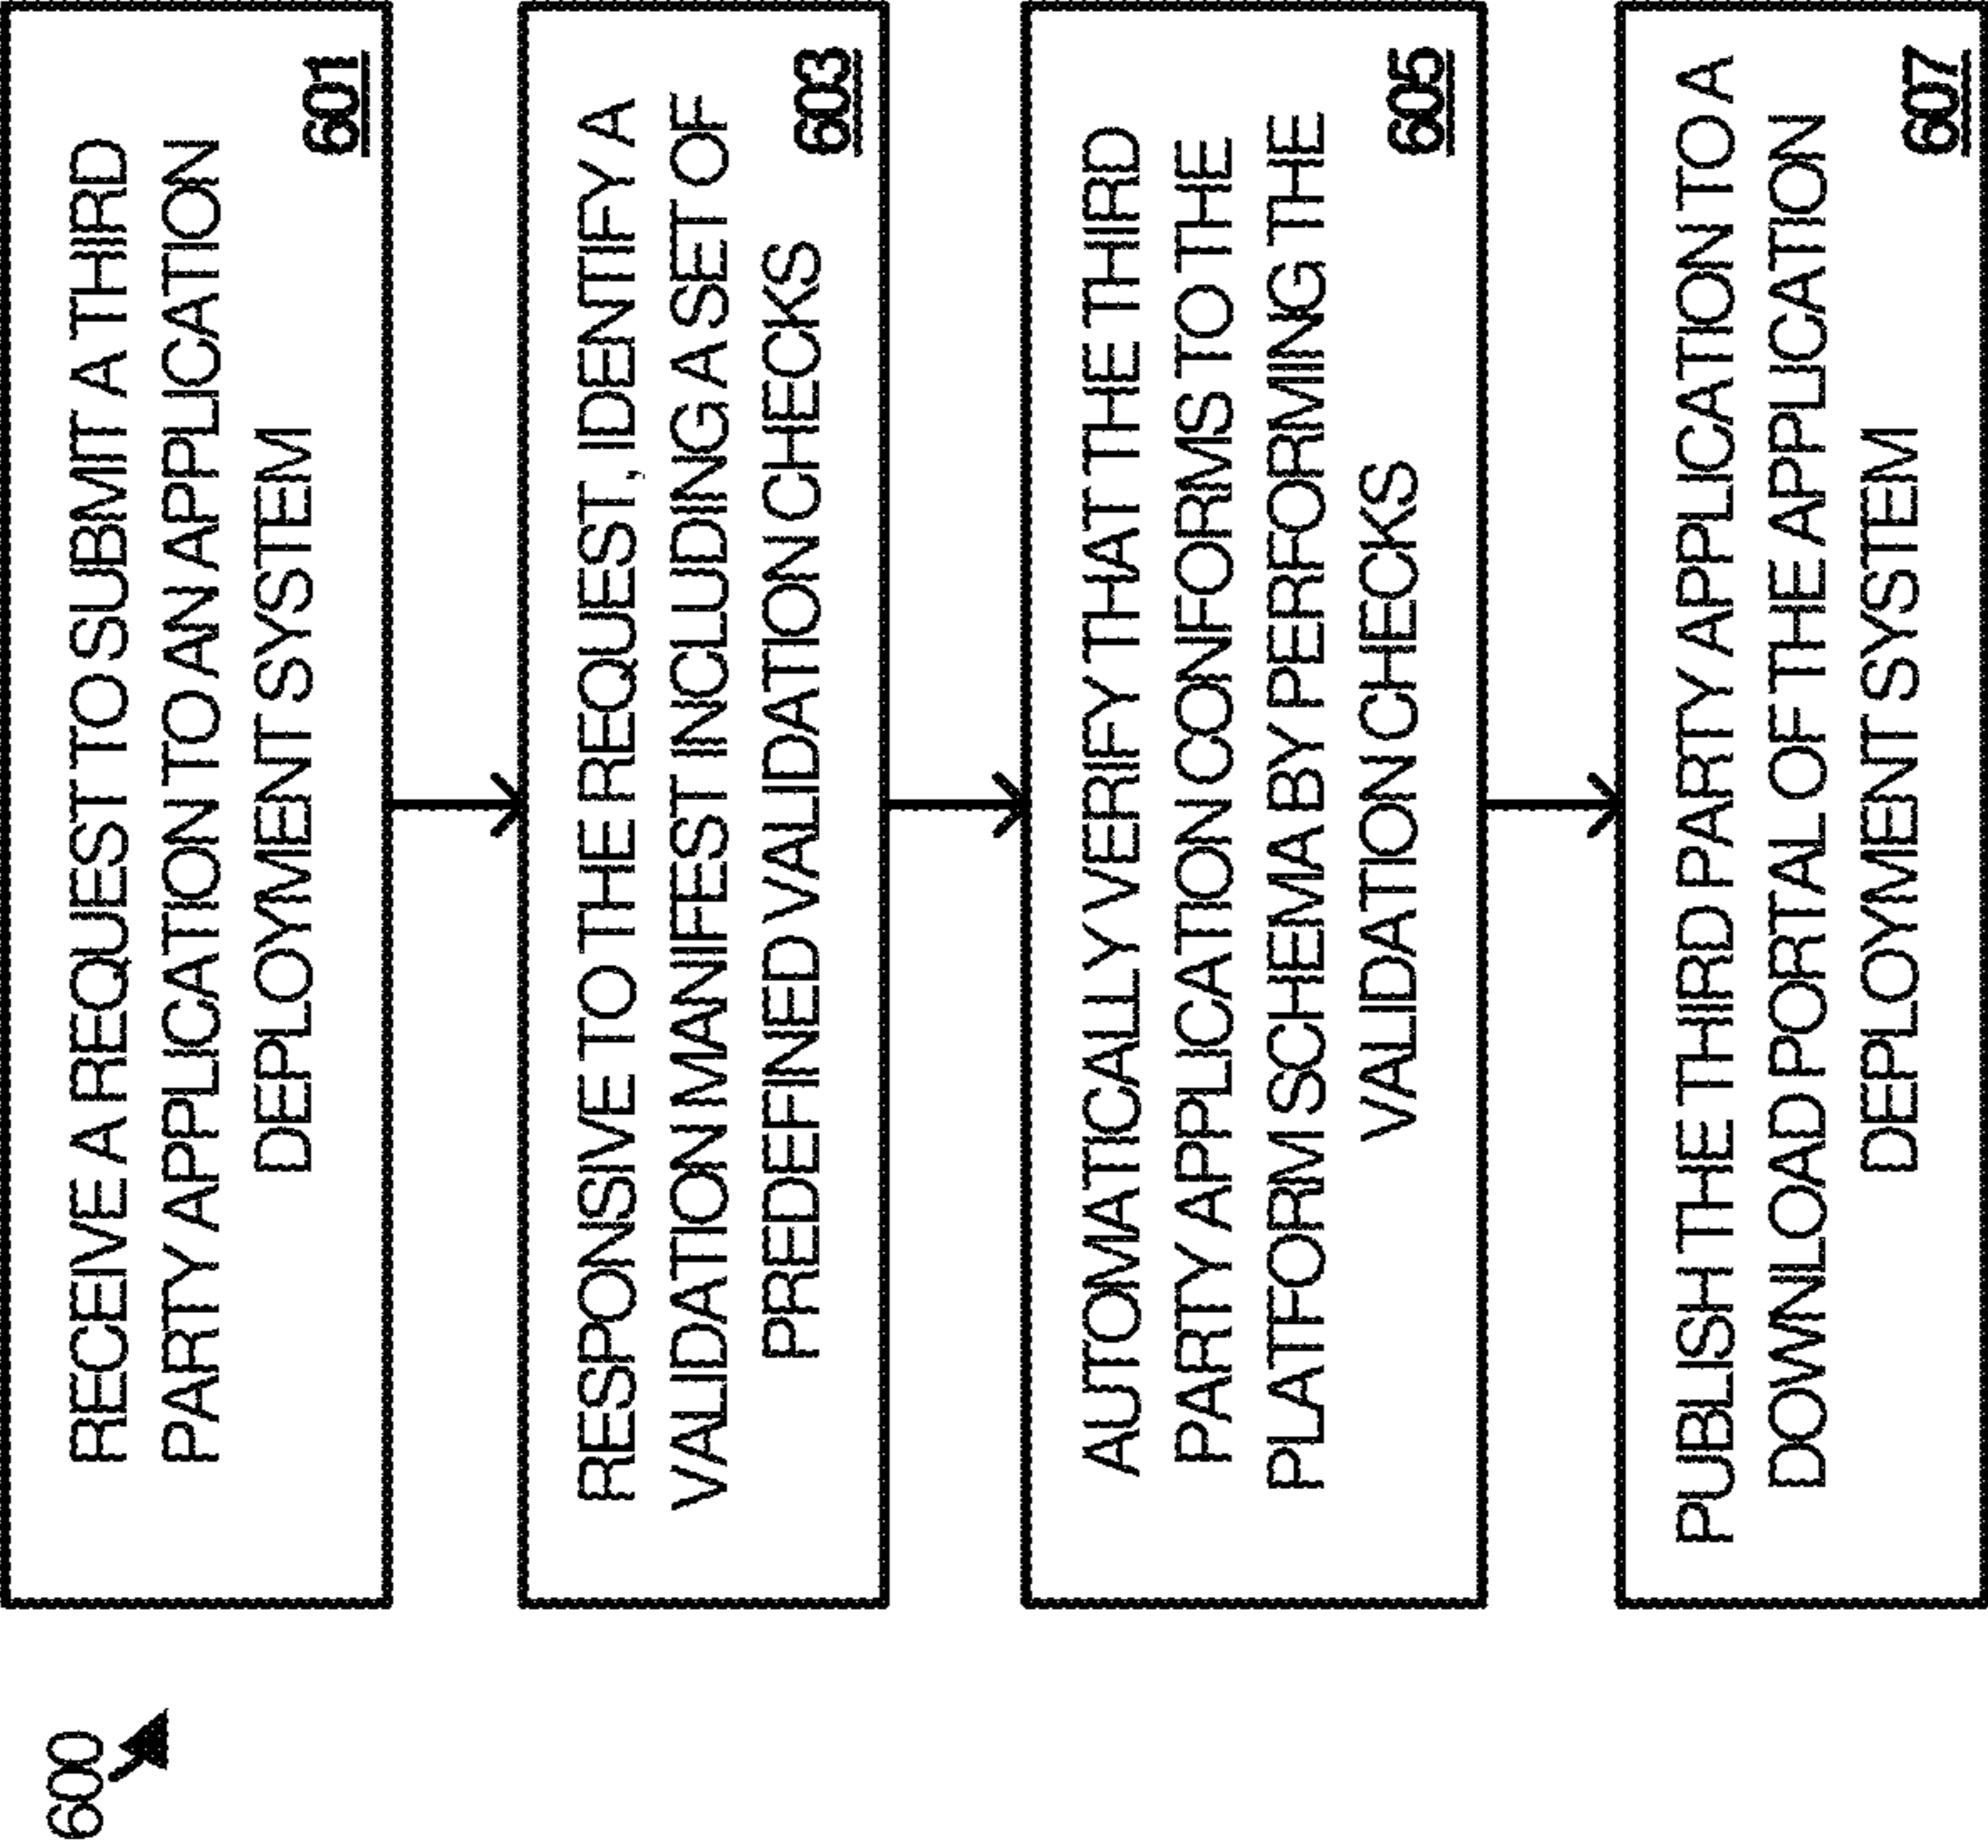 600
RECEIVE A REQUEST TO SUBMIT A THIRD
PARTY APPLICATION TO AN APPLICATION
DEPLOYMENT SYSTEM
601
RESPONSIVE TO THE REQUEST, IDENTIFY A
VALIDATION MANIFEST INCLUDING A SET OF
PREDEFINED VALIDATION CHECKS
603
AUTOMATICALLY VERIFY THAT THE THIRD
PARTY APPLICATION CONFORMS TO THE
PLATFORM SCHEMA BY PERFORMING THE
VALIDATION CHECKS
605
PUBLISH THE THIRD PARTY APPLICATION TO A
DOWNLOAD PORTAL OF THE APPLICATION
DEPLOYMENT SYSTEM
607